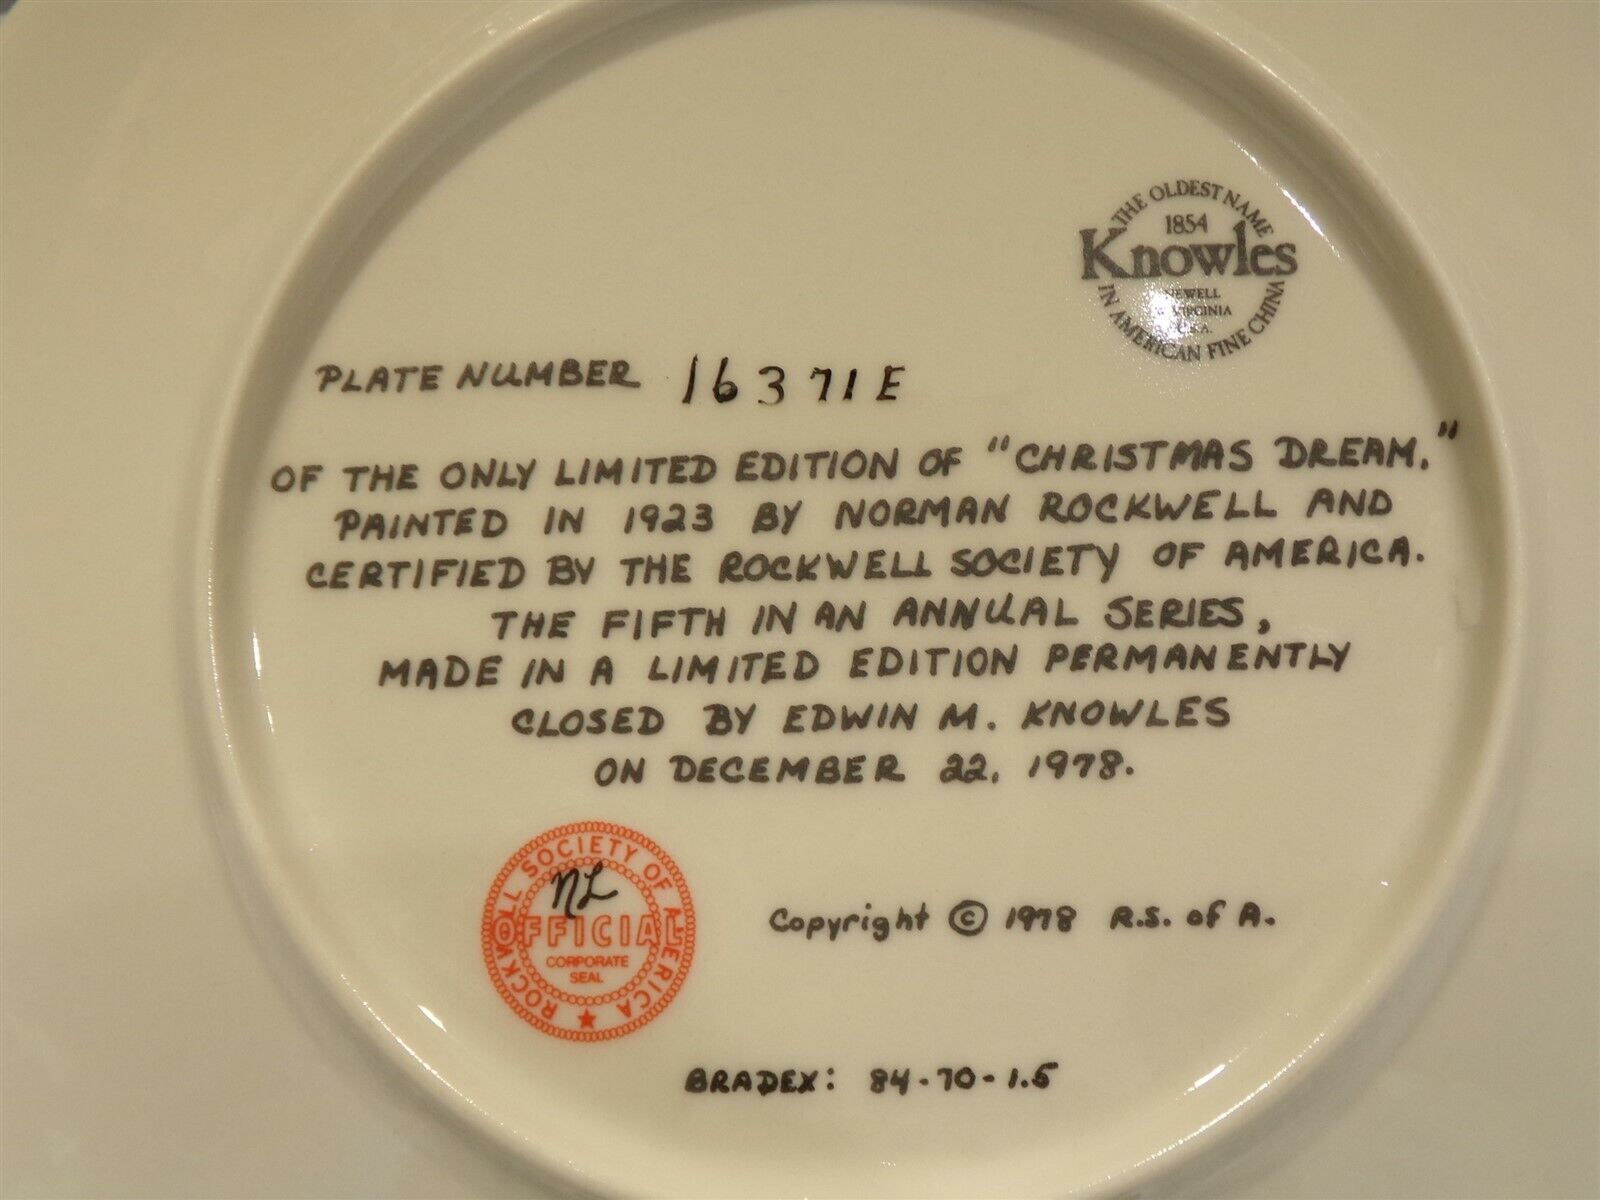 THE OLDEST NAME
1854
Knowles
NEWELL
W. VIRGINIA
U.S.A.
IN AMERICAN FINE CHINA
PLATE NUMBER 16371E
OF THE ONLY LIMITED EDITION OF "CHRISTMAS DREAM,"
PAINTED IN 1923 BY NORMAN ROCKWELL AND
CERTIFIED BY THE ROCKWELL SOCIETY OF AMERICA.
THE FIFTH IN AN ANNUAL SERIES,
MADE IN A LIMITED EDITION PERMANENTLY
CLOSED BY EDWIN M. KNOWLES
ON DECEMBER 22, 1978.
ROCKWELL SOCIETY OF AMERICA
NL
OFFICIAL
CORPORATE
SEAL
Copyright © 1978 R.S. of A.
BRADEX: 84-70-1.5